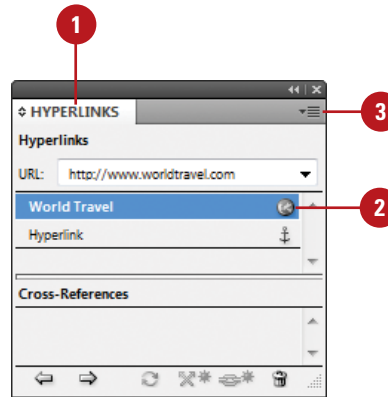 1
HYPERLINKS
3
Hyperlinks
URL: http://www.worldtravel.com
World Travel
2
Hyperlink
Cross-References